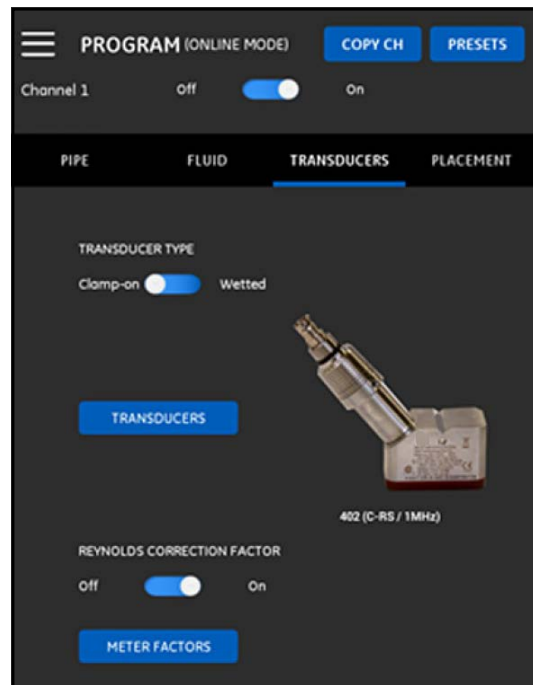 PROGRAM (ONLINE MODE) COPY CH PRESETS
Channel 1 Off On
PIPE FLUID TRANSDUCERS PLACEMENT
TRANSDUCER TYPE
Clamp-on Wetted
TRANSDUCERS
402 (C-RS / 1MHz)
REYNOLDS CORRECTION FACTOR
Off On
METER FACTORS